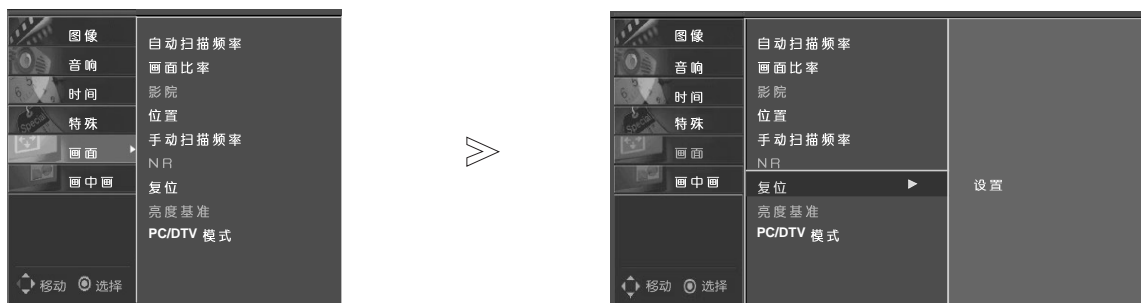 图像
音响
时间
特殊
画面
画中画
移动 选择
自动扫描频率
画面比率
影院
位置
手动扫描频率
NR
复位
亮度基准
PC/DTV 模式
图像
音响
时间
特殊
画面
画中画
移动 选择
自动扫描频率
画面比率
影院
位置
手动扫描频率
NR
复位
亮度基准
PC/DTV 模式
设置